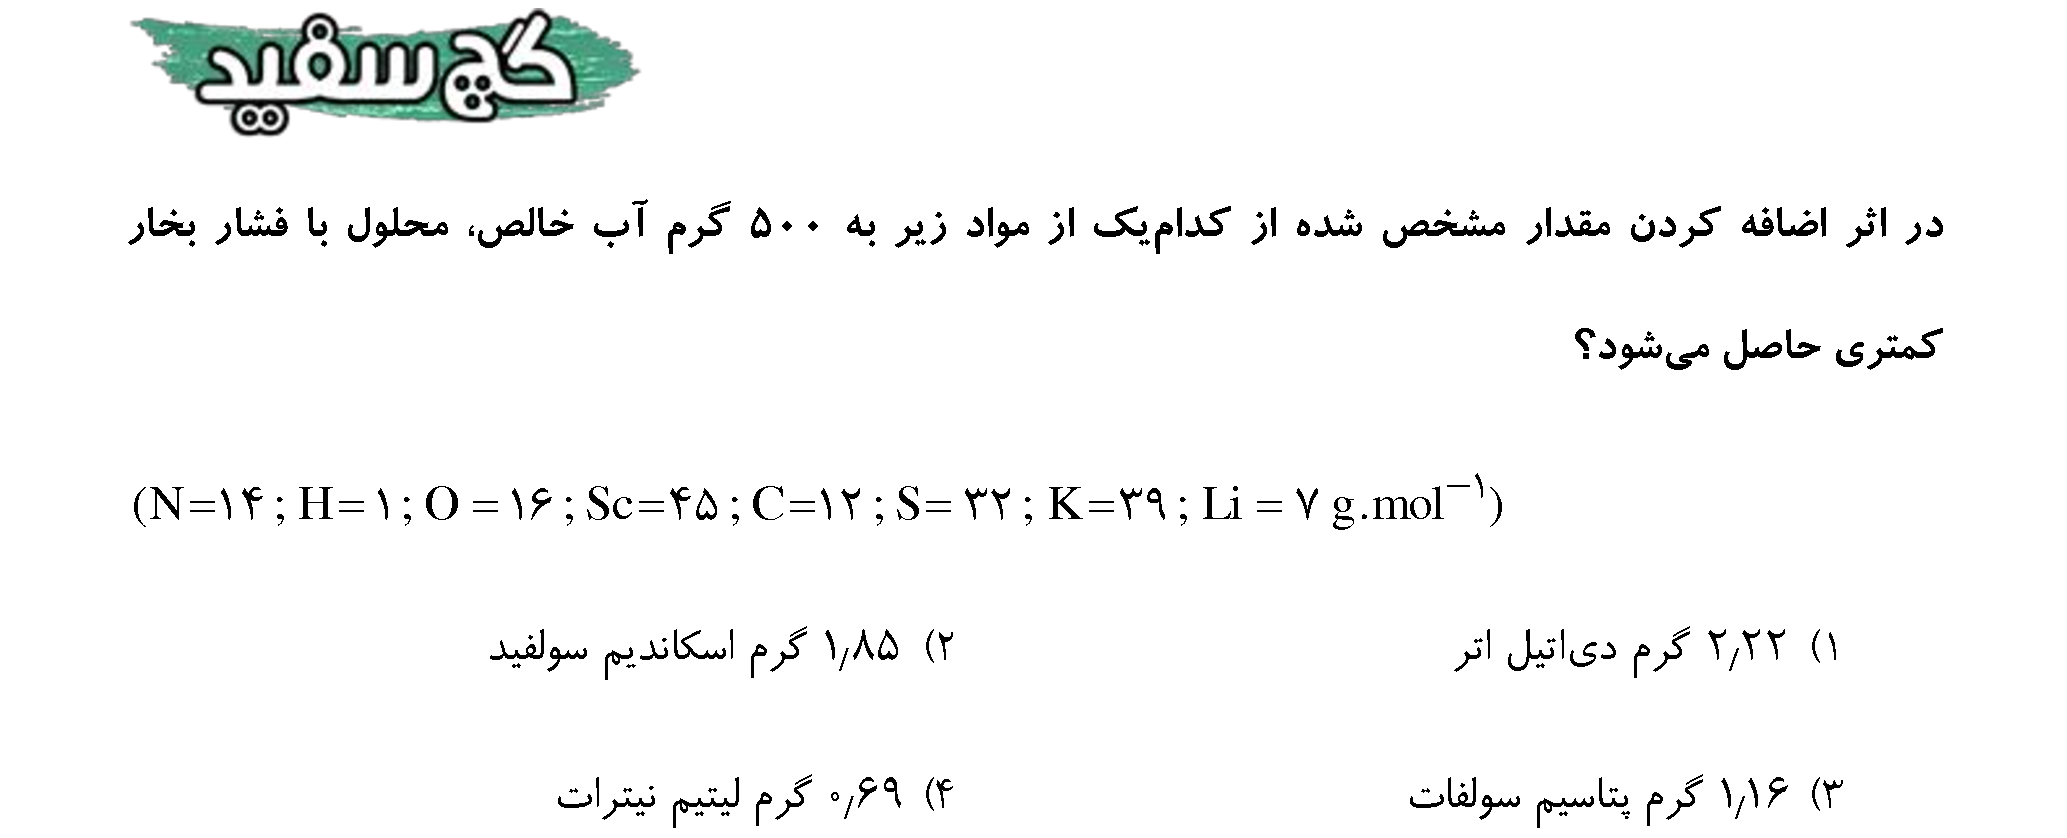 گچ سفید
در اثر اضافه کردن مقدار مشخص شده از کدام‌یک از مواد زیر به ۵۰۰ گرم آب خالص، محلول با فشار بخار
کمتری حاصل می‌شود؟
(N=۱۴ ; H=۱ ; O=۱۶ ; Sc=۴۵ ; C=۱۲ ; S=۳۲ ; K=۳۹ ; Li=۷ g.mol⁻¹)
۱) ۲٫۲۲ گرم دی‌اتیل اتر ۲) ۱٫۸۵ گرم اسکاندیم سولفید
۳) ۱٫۱۶ گرم پتاسیم سولفات ۴) ۰٫۶۹ گرم لیتیم نیترات